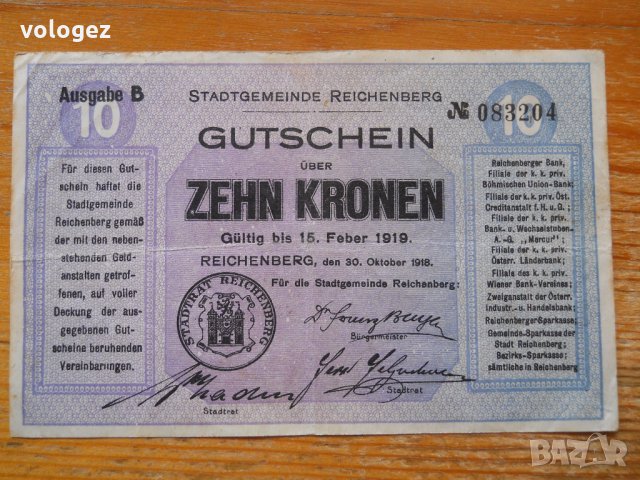 vologez
Ausgabe B
STADTGEMEINDE REICHENBERG
№ 083204
10
10
GUTSCHEIN
ÜBER
ZEHN KRONEN
Gültig bis 15. Feber 1919.
REICHENBERG, den 30. Oktober 1918.
Für die Stadtgemeinde Reichenberg:
Für diesen Gut-
schein haftet die
Stadtgemeinde
Reichenberg gemäß
der mit den neben-
stehenden Geld-
anstalten getrof-
fenen, auf voller
Deckung der aus-
gegebenen Gut-
scheine beruhenden
Vereinbarungen.
STADTRAT REICHENBERG
Bürgermeister
Stadtrat
Stadtrat
Reichenberger Bank,
Filiale der k. k. priv.
Böhmischen Union-Bank;
Filiale der k. k. priv. Öst.
Creditanstalt f. H. u. G.;
Filiale der k. k. priv.
Bank- u. Wechselstuben-
A.-G. „Mercur";
Filiale der k. k. priv.
Österr. Länderbank;
Filiale des k. k. priv.
Wiener Bank-Vereines;
Zweiganstalt der Österr.
Industr.- u. Handelsbank;
Reichenberger Sparkasse;
Gemeinde-Sparkasse der
Stadt Reichenberg;
Bezirks-Sparkasse;
sämtliche in Reichenberg
BAZAR
bg